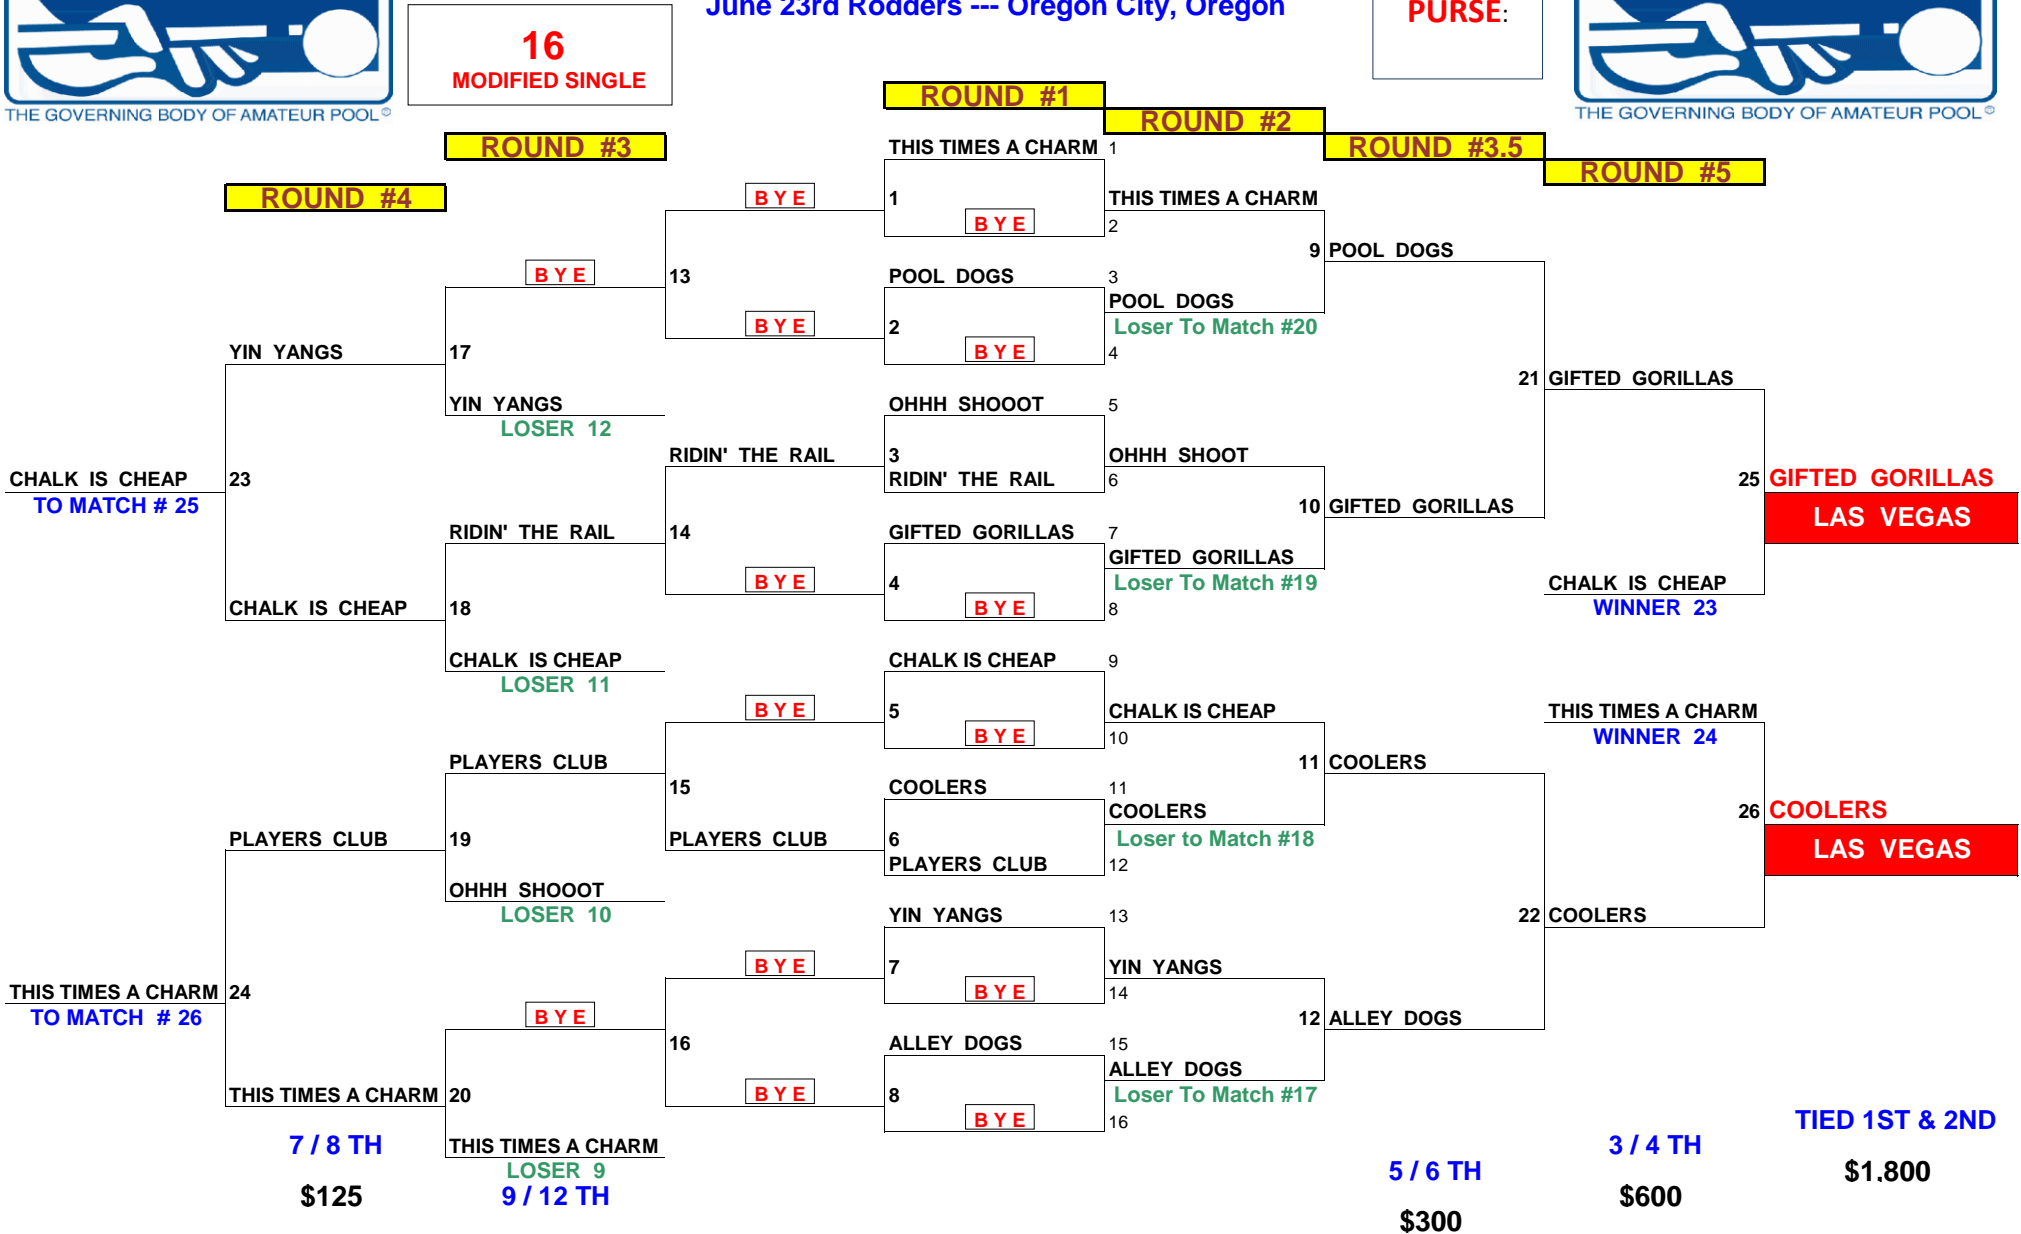 June 23rd Rodders --- Oregon City, Oregon
PURSE:
16
MODIFIED SINGLE
THE GOVERNING BODY OF AMATEUR POOL©
THE GOVERNING BODY OF AMATEUR POOL©
ROUND #1
ROUND #2
ROUND #3
ROUND #3.5
ROUND #5
ROUND #4
THIS TIMES A CHARM 1
BYE
1
THIS TIMES A CHARM
BYE
2
9 POOL DOGS
BYE
13
POOL DOGS
3
POOL DOGS
BYE
2
Loser To Match #20
YIN YANGS
17
BYE
4
21 GIFTED GORILLAS
YIN YANGS
OHHH SHOOOT
5
LOSER 12
RIDIN' THE RAIL
3
OHHH SHOOT
CHALK IS CHEAP
23
RIDIN' THE RAIL
6
25 GIFTED GORILLAS
TO MATCH # 25
10 GIFTED GORILLAS
LAS VEGAS
RIDIN' THE RAIL
14
GIFTED GORILLAS
7
GIFTED GORILLAS
BYE
4
Loser To Match #19
CHALK IS CHEAP
CHALK IS CHEAP
18
BYE
8
WINNER 23
CHALK IS CHEAP
CHALK IS CHEAP
9
LOSER 11
BYE
5
CHALK IS CHEAP
THIS TIMES A CHARM
BYE
10
WINNER 24
PLAYERS CLUB
11 COOLERS
15
COOLERS
11
COOLERS
26 COOLERS
PLAYERS CLUB
19
PLAYERS CLUB
6
Loser to Match #18
LAS VEGAS
PLAYERS CLUB
12
OHHH SHOOOT
LOSER 10
YIN YANGS
13
22 COOLERS
BYE
7
YIN YANGS
THIS TIMES A CHARM 24
BYE
14
TO MATCH # 26
BYE
12 ALLEY DOGS
16
ALLEY DOGS
15
ALLEY DOGS
THIS TIMES A CHARM 20
BYE
8
Loser To Match #17
BYE
16
TIED 1ST & 2ND
7 / 8 TH
THIS TIMES A CHARM
3 / 4 TH
LOSER 9
5 / 6 TH
$1,800
$125
9 / 12 TH
$600
$300